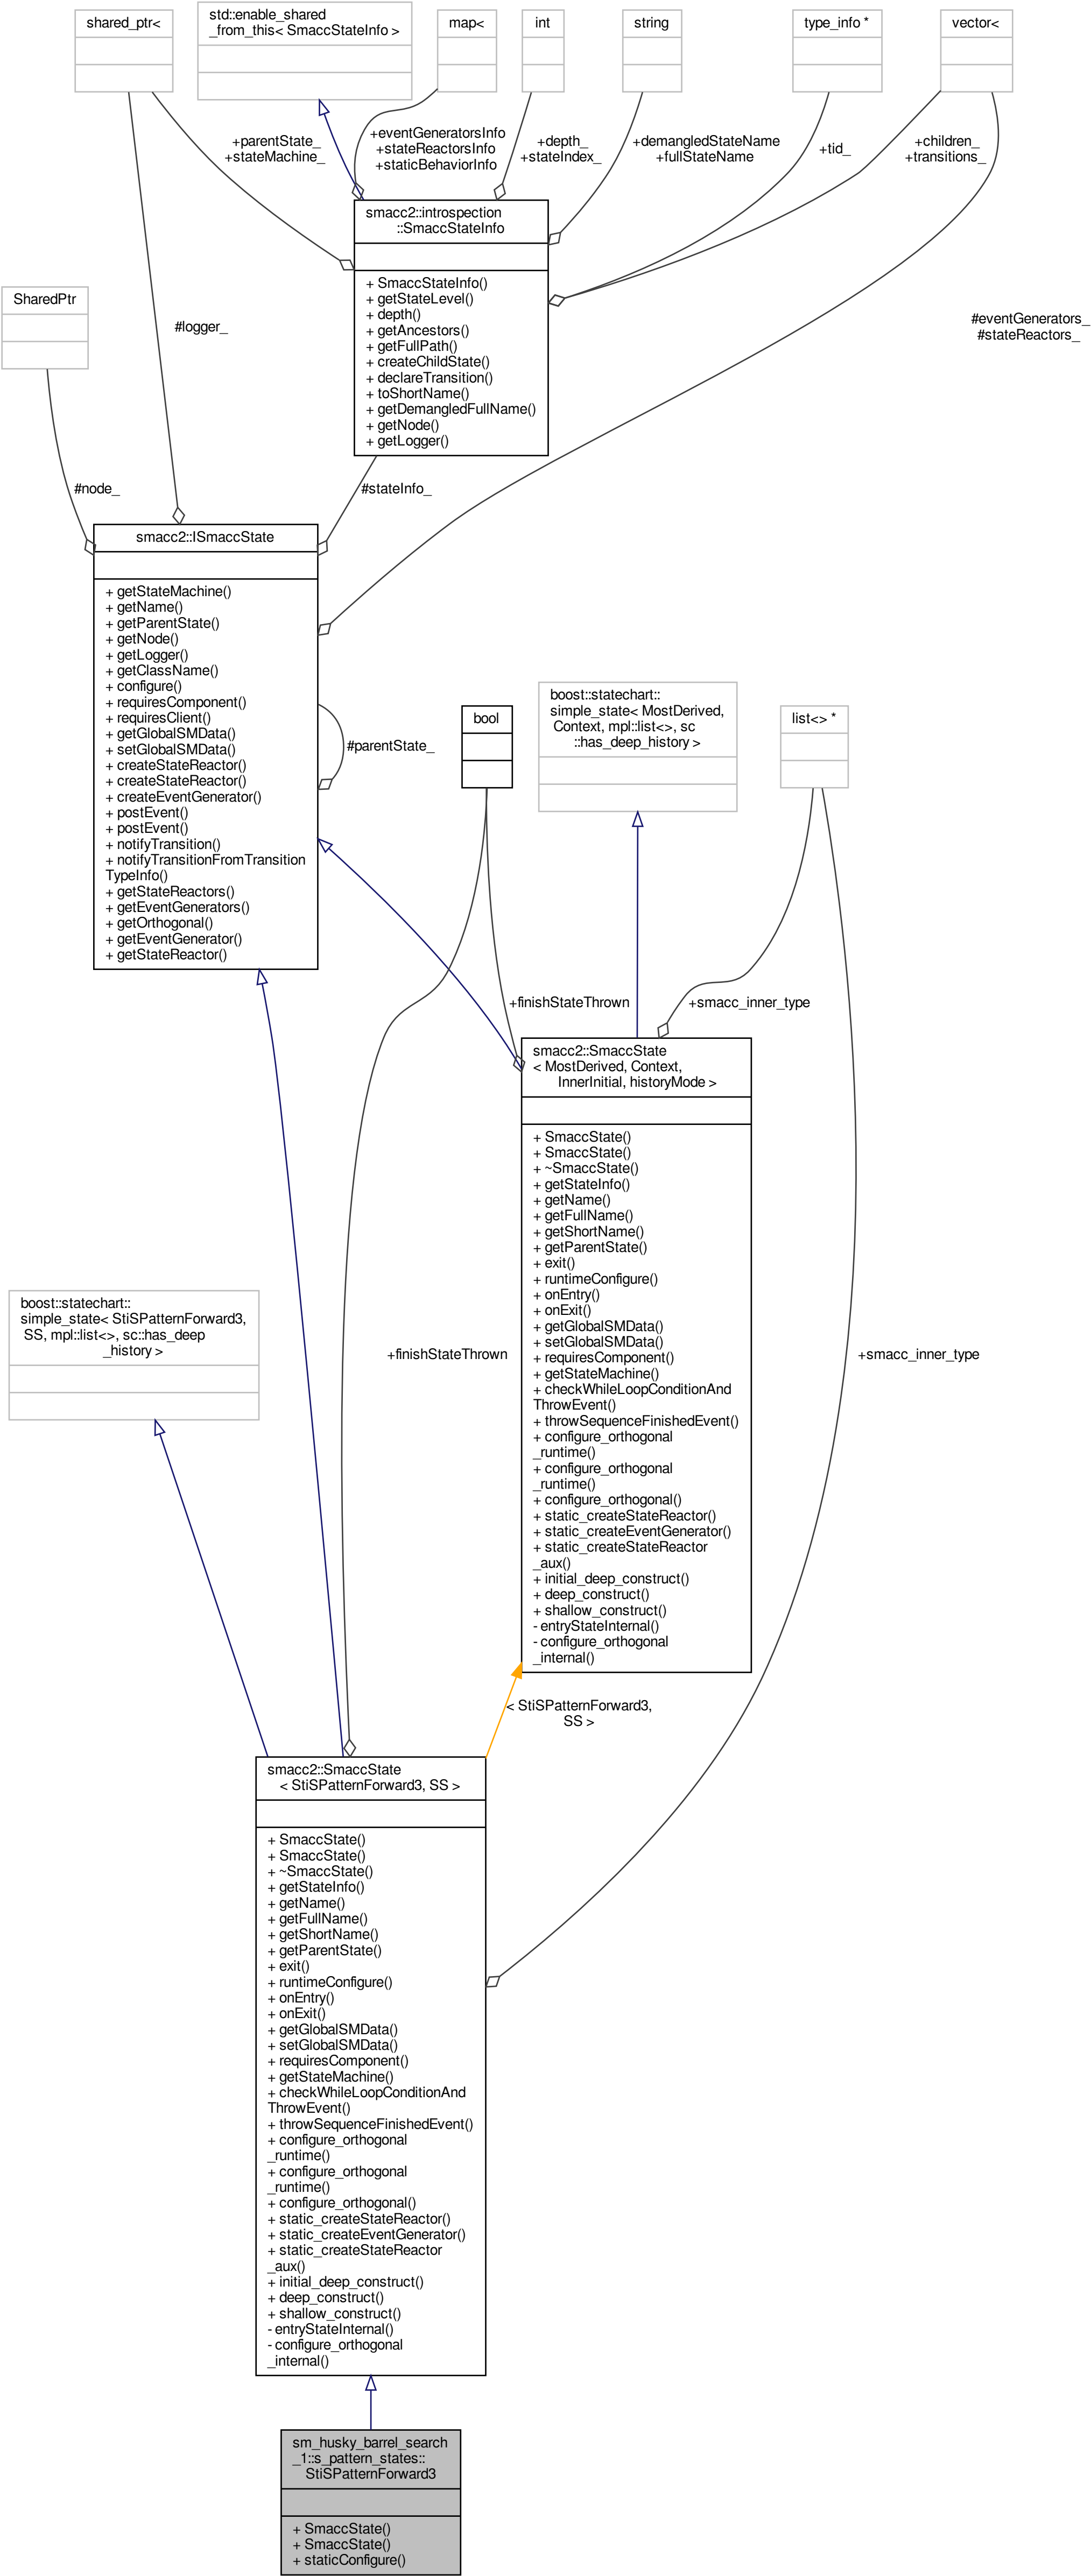 shared_ptr<
std::enable_shared
_from_this< SmaccStateInfo >
map<
int
string
type_info *
vector<
+parentState_
+stateMachine_
+eventGeneratorsInfo
+stateReactorsInfo
+staticBehaviorInfo
+depth_
+stateIndex_
+demangledStateName
+fullStateName
+tid_
+children_
+transitions_
smacc2::introspection
::SmaccStateInfo
+ SmaccStateInfo()
+ getStateLevel()
+ depth()
+ getAncestors()
+ getFullPath()
+ createChildState()
+ declareTransition()
+ toShortName()
+ getDemangledFullName()
+ getNode()
+ getLogger()
SharedPtr
#logger_
#eventGenerators_
#stateReactors_
#node_
#stateInfo_
smacc2::ISmaccState
+ getStateMachine()
+ getName()
+ getParentState()
+ getNode()
+ getLogger()
+ getClassName()
+ configure()
+ requiresComponent()
+ requiresClient()
+ getGlobalSMData()
+ setGlobalSMData()
+ createStateReactor()
+ createStateReactor()
+ createEventGenerator()
+ postEvent()
+ postEvent()
+ notifyTransition()
+ notifyTransitionFromTransition
TypeInfo()
+ getStateReactors()
+ getEventGenerators()
+ getOrthogonal()
+ getEventGenerator()
+ getStateReactor()
#parentState_
bool
boost::statechart::
simple_state< MostDerived,
Context, mpl::list<>, sc
::has_deep_history >
list<> *
+finishStateThrown
+smacc_inner_type
smacc2::SmaccState
< MostDerived, Context,
InnerInitial, historyMode >
+ SmaccState()
+ SmaccState()
+ ~SmaccState()
+ getStateInfo()
+ getName()
+ getFullName()
+ getShortName()
+ getParentState()
+ exit()
+ runtimeConfigure()
+ onEntry()
+ onExit()
+ getGlobalSMData()
+ setGlobalSMData()
+ requiresComponent()
+ getStateMachine()
+ checkWhileLoopConditionAnd
ThrowEvent()
+ throwSequenceFinishedEvent()
+ configure_orthogonal
_runtime()
+ configure_orthogonal
_runtime()
+ configure_orthogonal()
+ static_createStateReactor()
+ static_createEventGenerator()
+ static_createStateReactor
_aux()
+ initial_deep_construct()
+ deep_construct()
+ shallow_construct()
- entryStateInternal()
- configure_orthogonal
_internal()
boost::statechart::
simple_state< StiSPatternForward3,
SS, mpl::list<>, sc::has_deep
_history >
+finishStateThrown
+smacc_inner_type
< StiSPatternForward3,
SS >
smacc2::SmaccState
< StiSPatternForward3, SS >
+ SmaccState()
+ SmaccState()
+ ~SmaccState()
+ getStateInfo()
+ getName()
+ getFullName()
+ getShortName()
+ getParentState()
+ exit()
+ runtimeConfigure()
+ onEntry()
+ onExit()
+ getGlobalSMData()
+ setGlobalSMData()
+ requiresComponent()
+ getStateMachine()
+ checkWhileLoopConditionAnd
ThrowEvent()
+ throwSequenceFinishedEvent()
+ configure_orthogonal
_runtime()
+ configure_orthogonal
_runtime()
+ configure_orthogonal()
+ static_createStateReactor()
+ static_createEventGenerator()
+ static_createStateReactor
_aux()
+ initial_deep_construct()
+ deep_construct()
+ shallow_construct()
- entryStateInternal()
- configure_orthogonal
_internal()
sm_husky_barrel_search
_1::s_pattern_states::
StiSPatternForward3
+ SmaccState()
+ SmaccState()
+ staticConfigure()